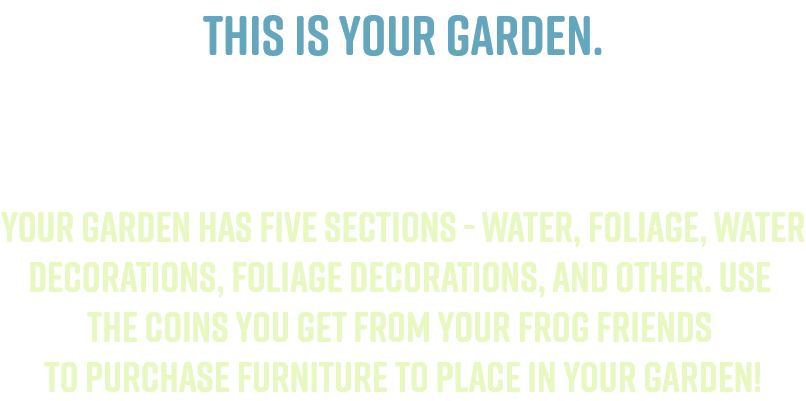 THIS IS YOUR GARDEN.
YOUR GARDEN HAS FIVE SECTIONS - WATER, FOLIAGE, WATER
DECORATIONS, FOLIAGE DECORATIONS, AND OTHER. USE
THE COINS YOU GET FROM YOUR FROG FRIENDS
TO PURCHASE FURNITURE TO PLACE IN YOUR GARDEN!